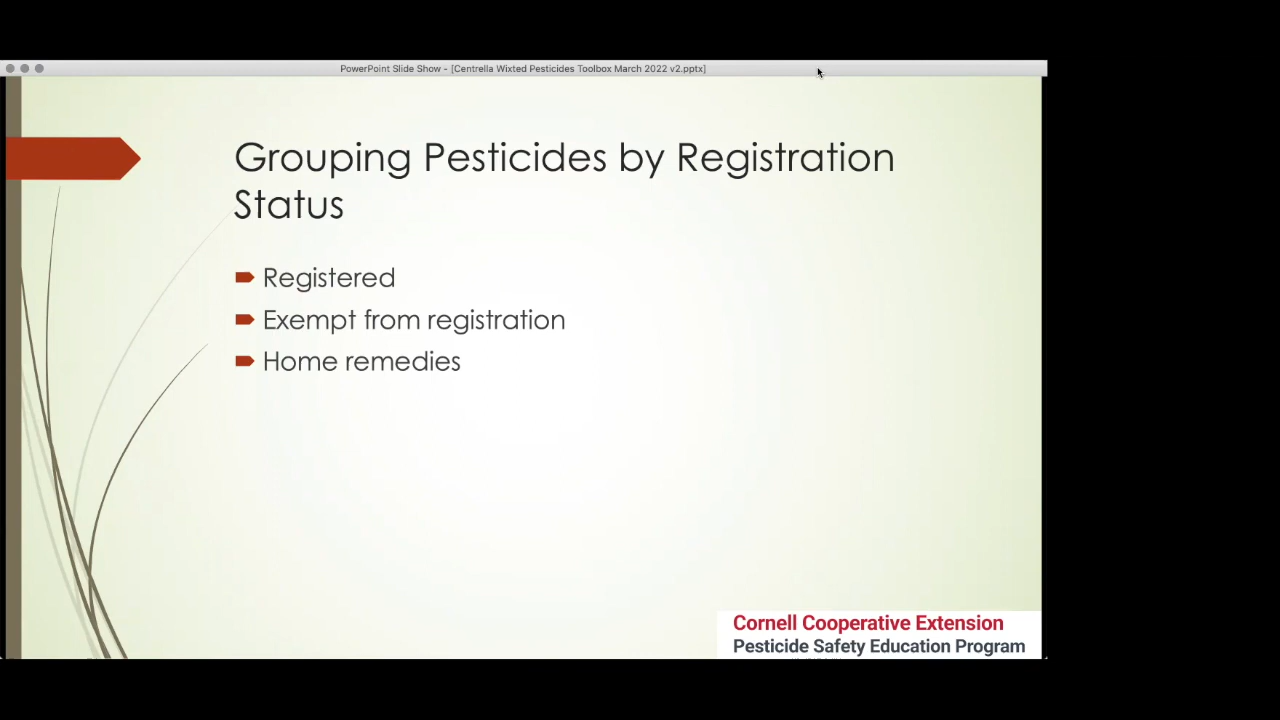 PowerPoint Slide Show - [Centrella Wixted Pesticides Toolbox March 2022 v2.pptx]
Grouping Pesticides by Registration
Status
Registered
Exempt from registration
Home remedies
Cornell Cooperative Extension
Pesticide Safety Education Program